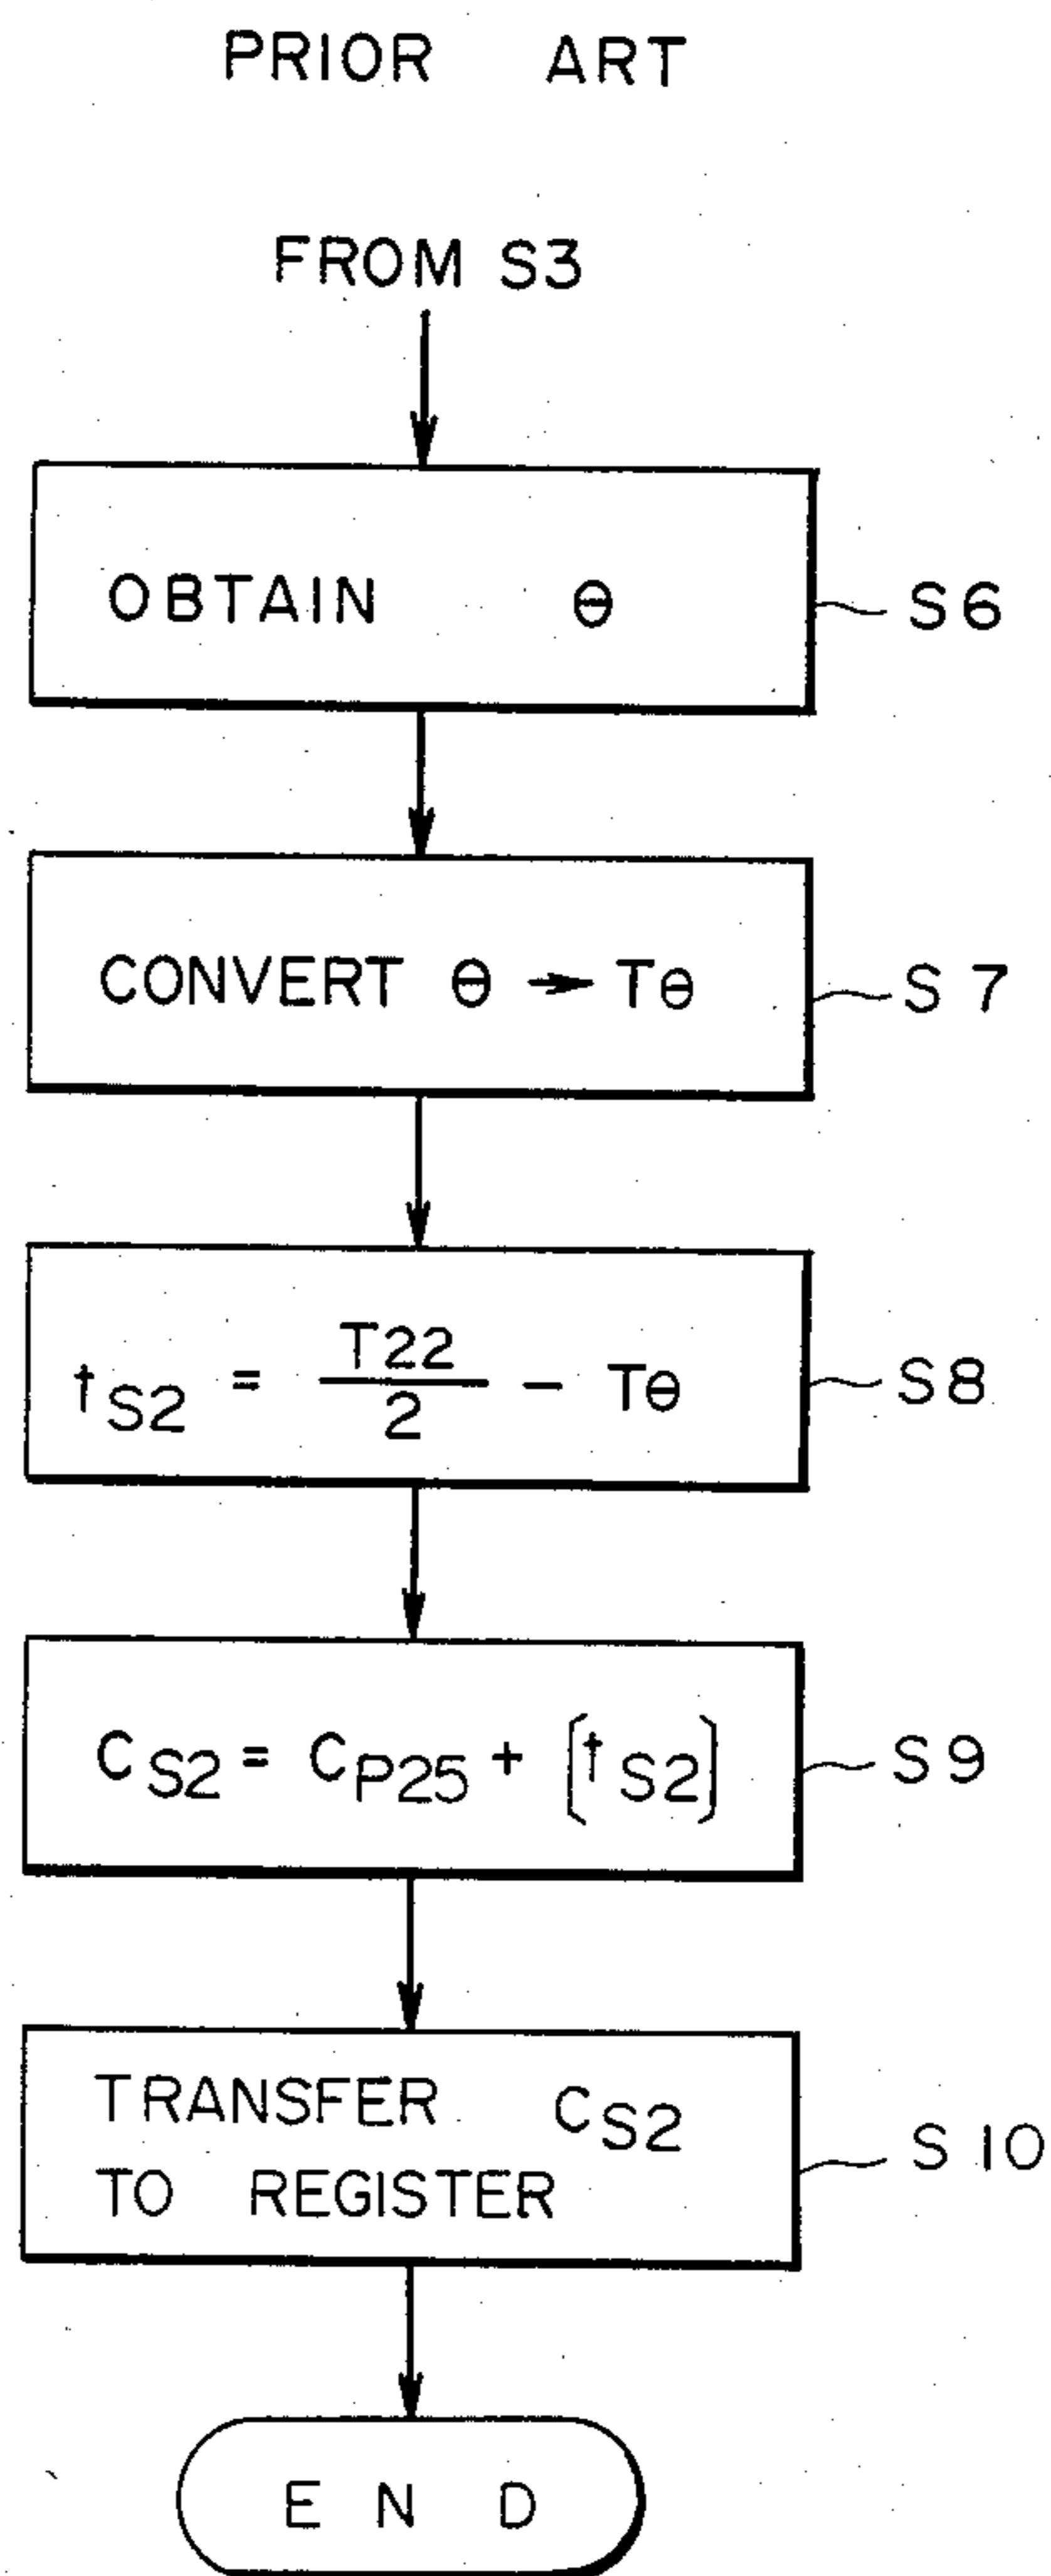 PRIOR ART
FROM S3
OBTAIN θ
S6
CONVERT θ → Tθ
S7
tS2 = T22/2 - Tθ
S8
CS2 = CP25 + [tS2]
S9
TRANSFER CS2
TO REGISTER
S10
END